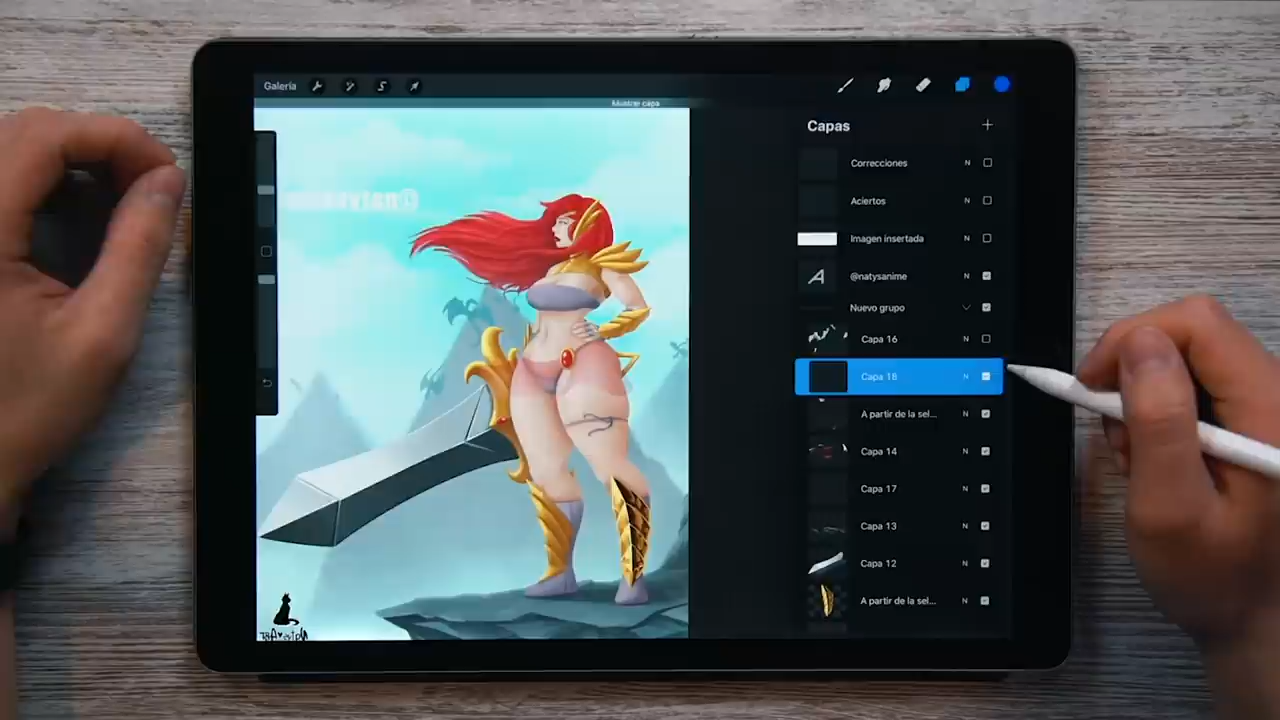 Galería
Mostrar capa
Capas
Correcciones N
Aciertos N
Imagen insertada N
@natysanime N
Nuevo grupo
Capa 16 N
Capa 18 N
A partir de la sel... N
Capa 14 N
Capa 17 N
Capa 13 N
Capa 12 N
A partir de la sel... N